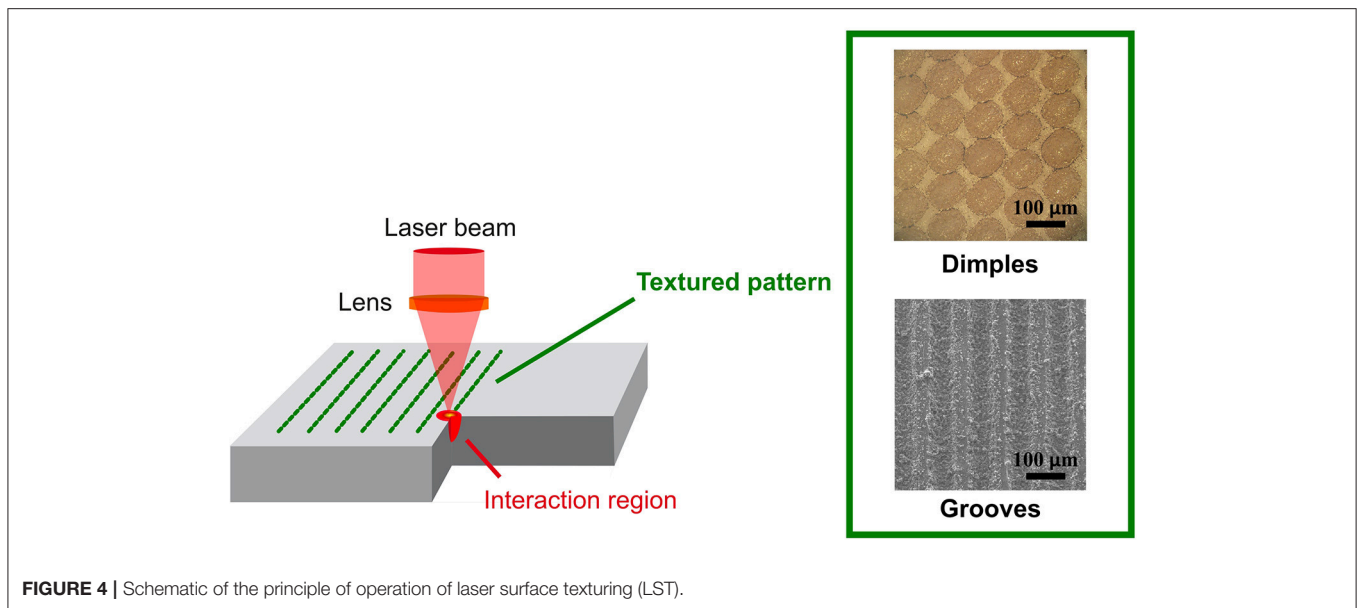 Laser beam
Lens
Textured pattern
Interaction region
100 μm
Dimples
100 μm
Grooves
FIGURE 4 | Schematic of the principle of operation of laser surface texturing (LST).